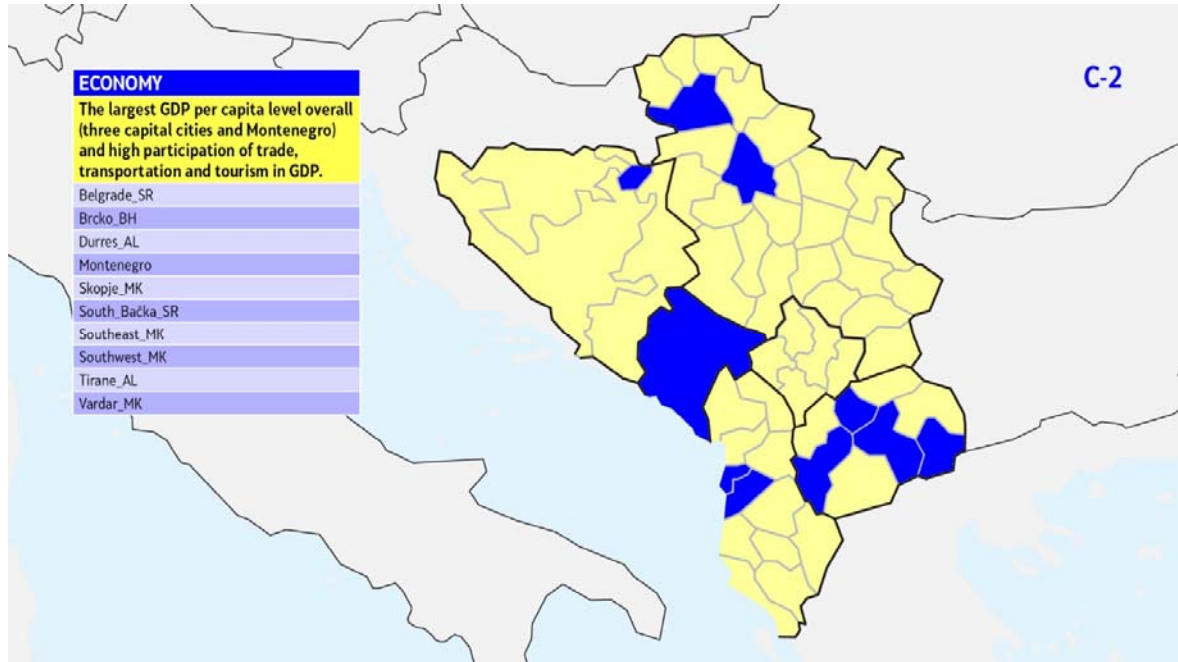 ECONOMY
The largest GDP per capita level overall
(three capital cities and Montenegro)
and high participation of trade,
transportation and tourism in GDP.
Belgrade_SR
Brcko_BH
Durres_AL
Montenegro
Skopje_MK
South_Bačka_SR
Southeast_MK
Southwest_MK
Tirane_AL
Vardar_MK
C-2